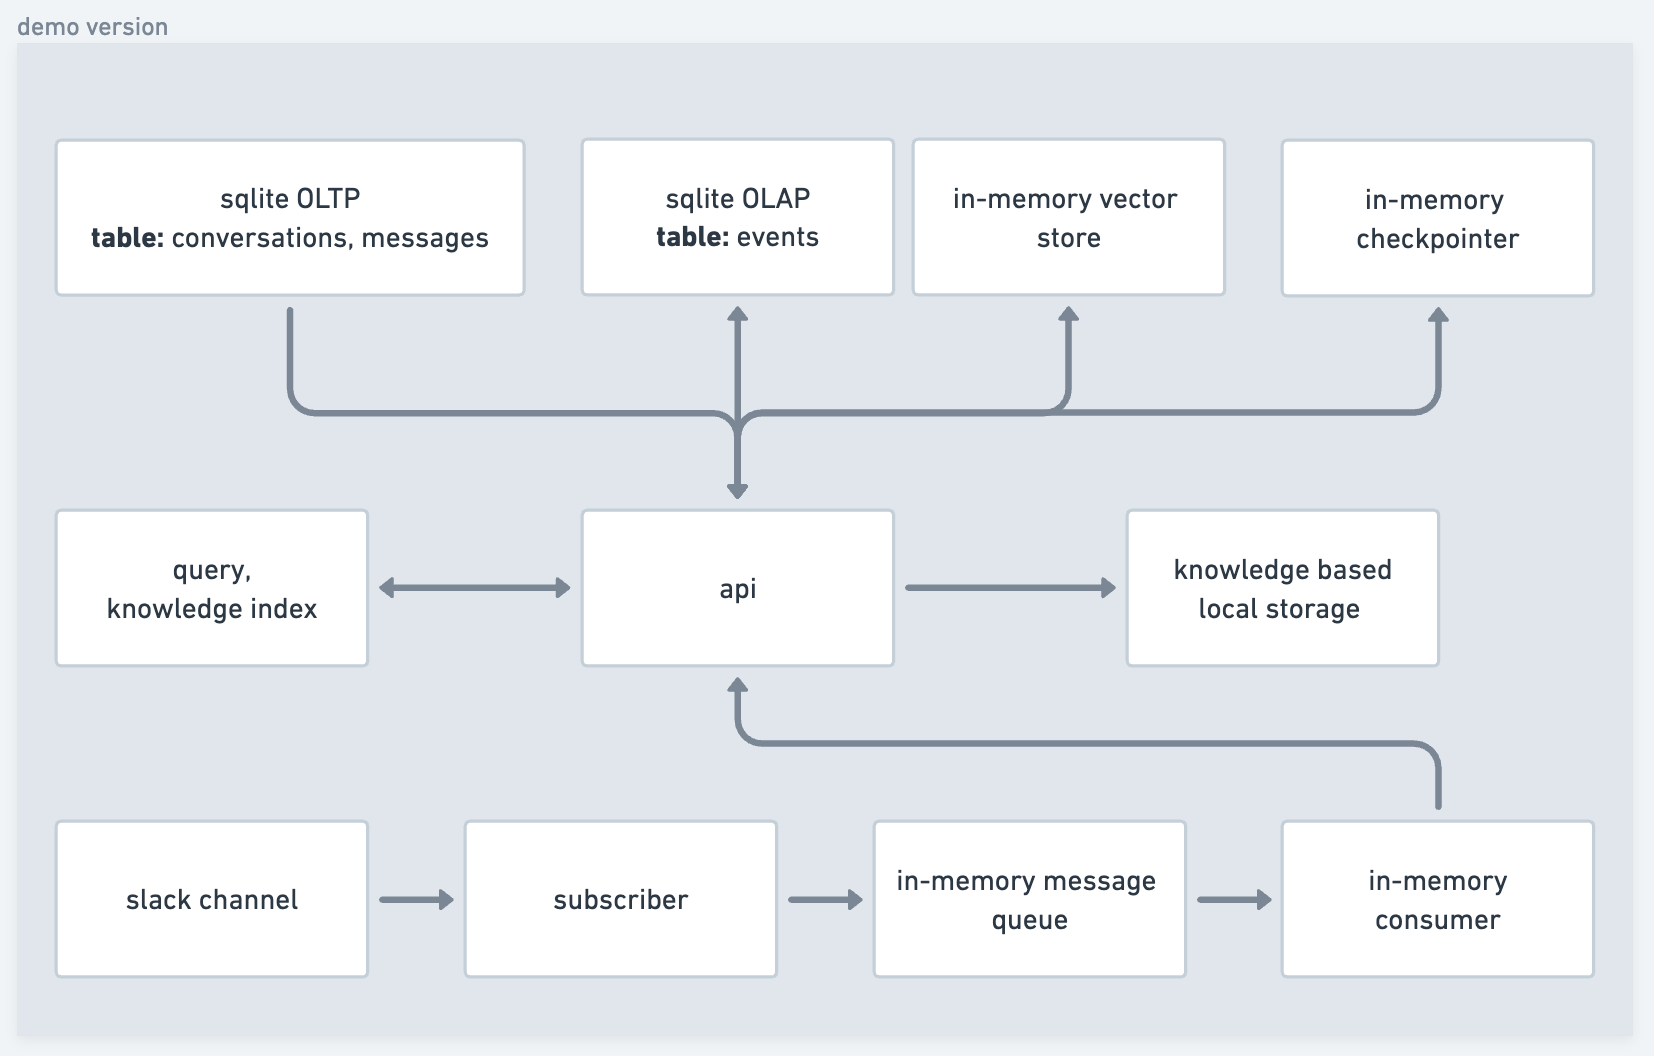 demo version
sqlite OLTP
table: conversations, messages
sqlite OLAP
table: events
in-memory vector
store
in-memory
checkpointer
query,
knowledge index
api
knowledge based
local storage
slack channel
subscriber
in-memory message
queue
in-memory
consumer